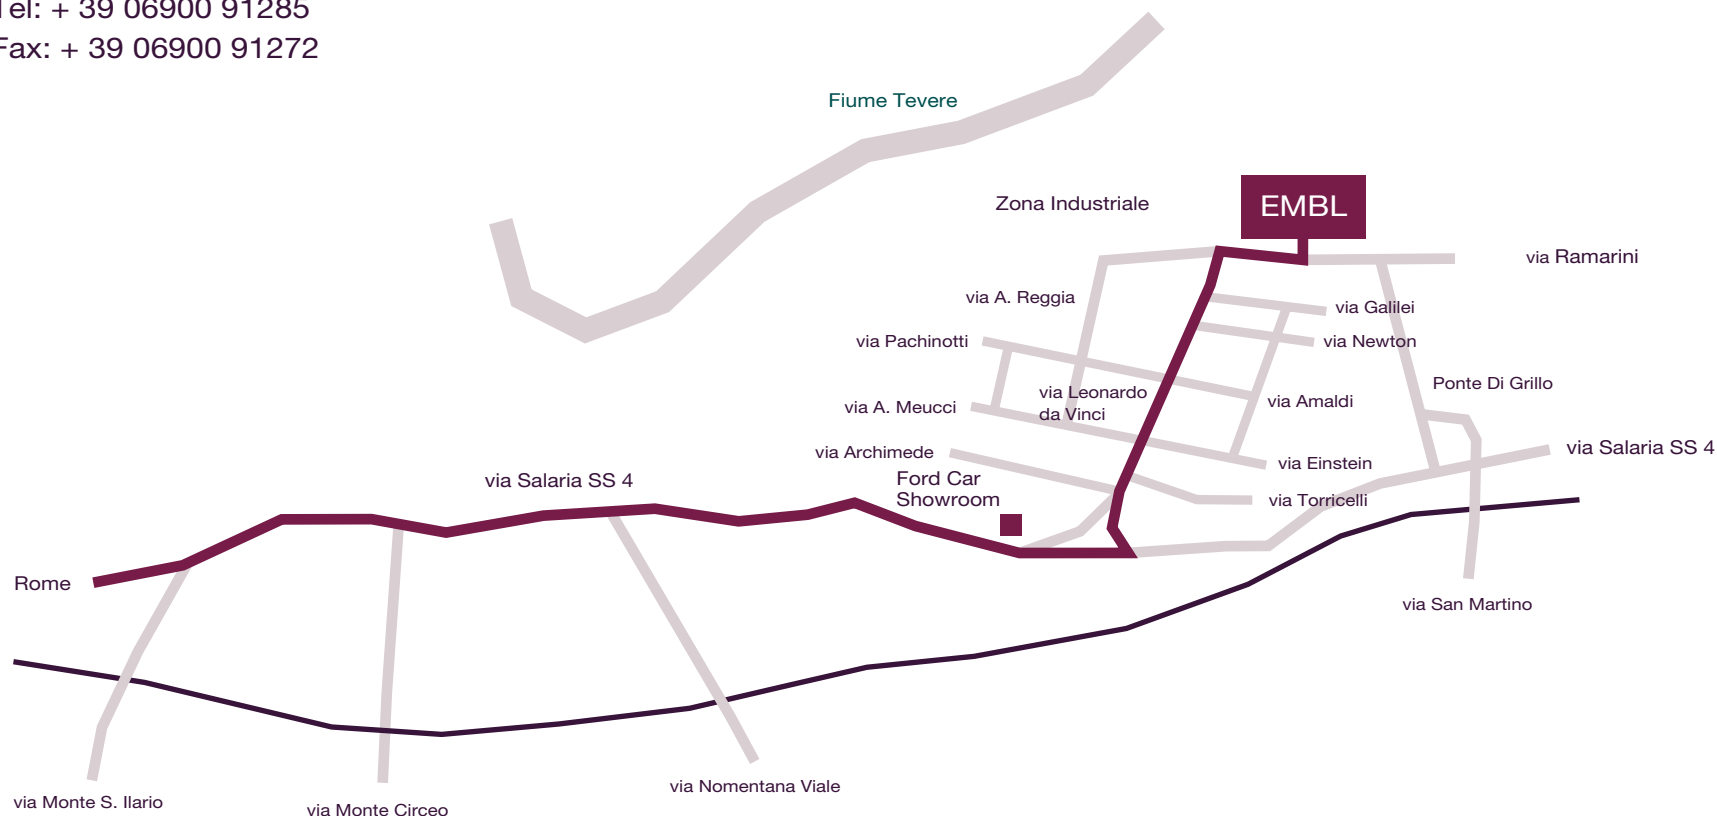 Tel: + 39 06900 91285
Fax: + 39 06900 91272
Fiume Tevere
EMBL
Zona Industriale
via Ramarini
via A. Reggia
via Galilei
via Pachinotti
via Newton
Ponte Di Grillo
via Leonardo
da Vinci
via Amaldi
via A. Meucci
via Archimede
via Salaria SS 4
via Einstein
Ford Car
Showroom
via Salaria SS 4
via Torricelli
Rome
via San Martino
via Nomentana Viale
via Monte S. Ilario
via Monte Circeo